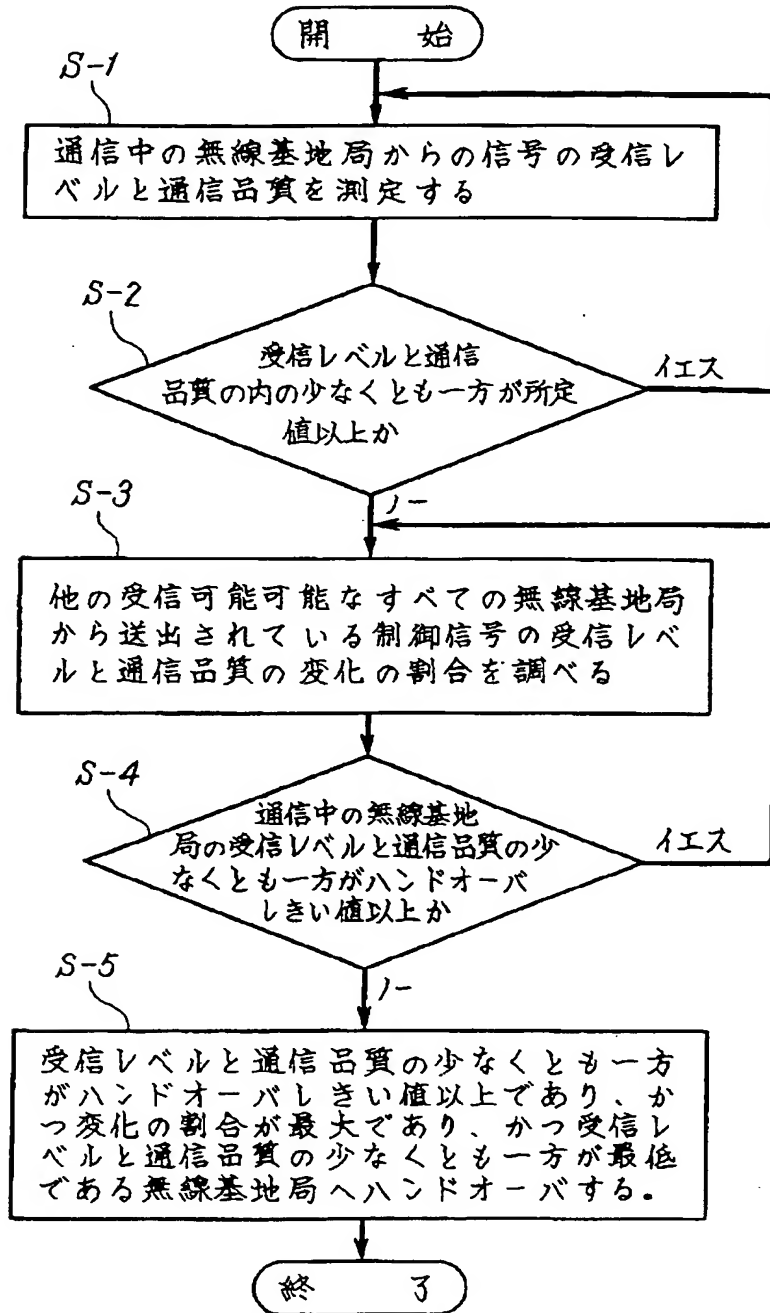 開 始
S-1
通信中の無線基地局からの信号の受信レ
ベルと通信品質を測定する
S-2
受信レベルと通信
品質の内の少なくとも一方が所定
値以上か
イエス
ノー
S-3
他の受信可能可能なすべての無線基地局
から送出されている制御信号の受信レベ
ルと通信品質の変化の割合を調べる
S-4
通信中の無線基地
局の受信レベルと通信品質の少
なくとも一方がハンドオーバ
しきい値以上か
イエス
ノー
S-5
受信レベルと通信品質の少なくとも一方
がハンドオーバしきい値以上であり、か
つ変化の割合が最大であり、かつ受信レ
ベルと通信品質の少なくとも一方が最低
である無線基地局へハンドオーバする。
終 了